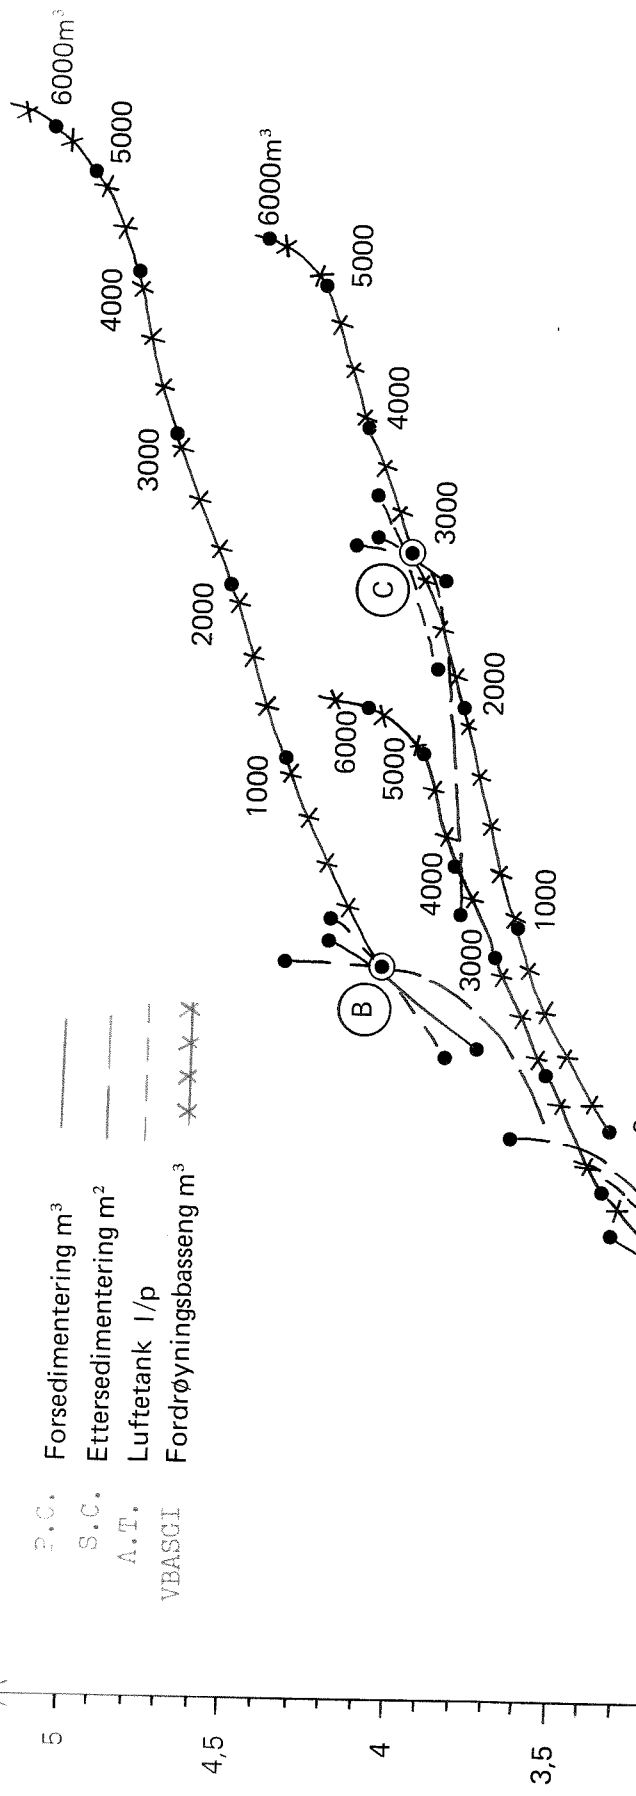 P.C. Forsedimentering m³
S.C. Ettersedimentering m²
A.T. Luftetank l/p
VBASGI Fordrøyningsbasseng m³
5
4,5
4
3,5
B
1000
2000
3000
4000
5000
6000m³
C
1000
2000
3000
4000
5000
6000m³
3000
4000
5000
6000